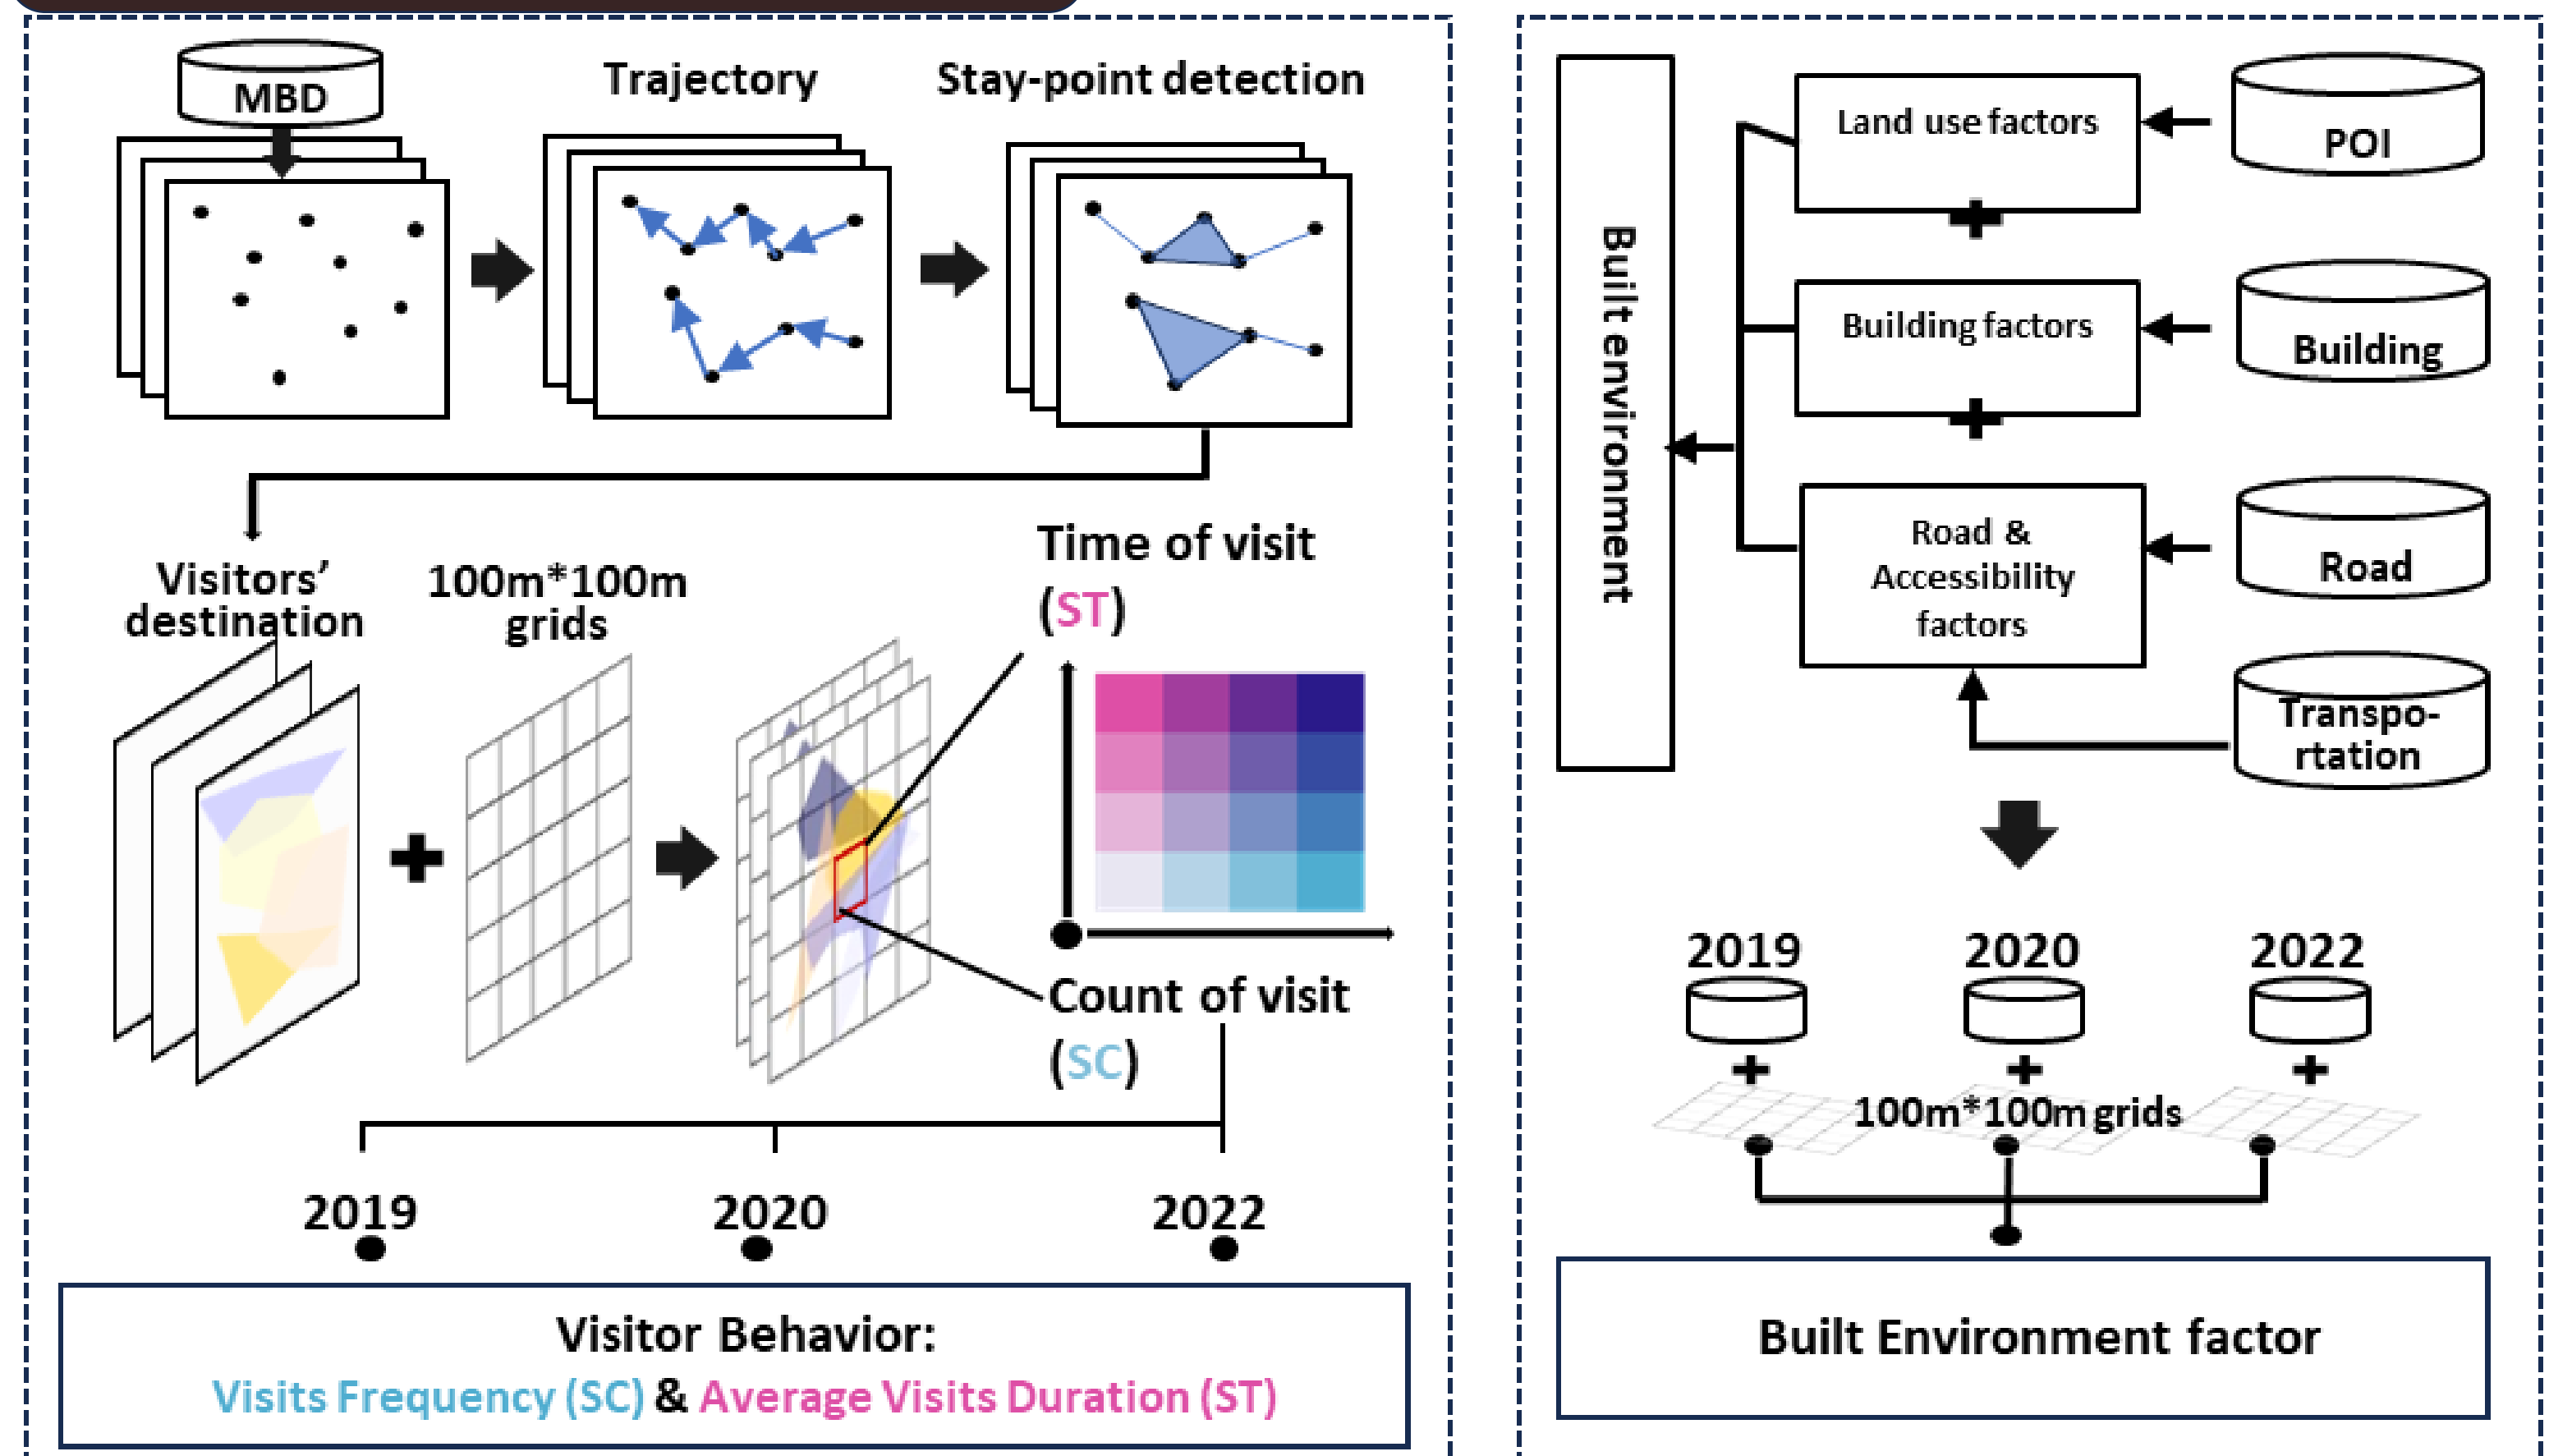 MBD
Trajectory
Stay-point detection
Visitors’
destination
100m*100m
grids
Time of visit
(ST)
Count of visit
(SC)
2019
2020
2022
Visitor Behavior:
Visits Frequency (SC) & Average Visits Duration (ST)
Built environment
Land use factors
POI
Building factors
Building
Road &
Accessibility
factors
Road
Transpo-
rtation
2019
2020
2022
100m*100m grids
Built Environment factor